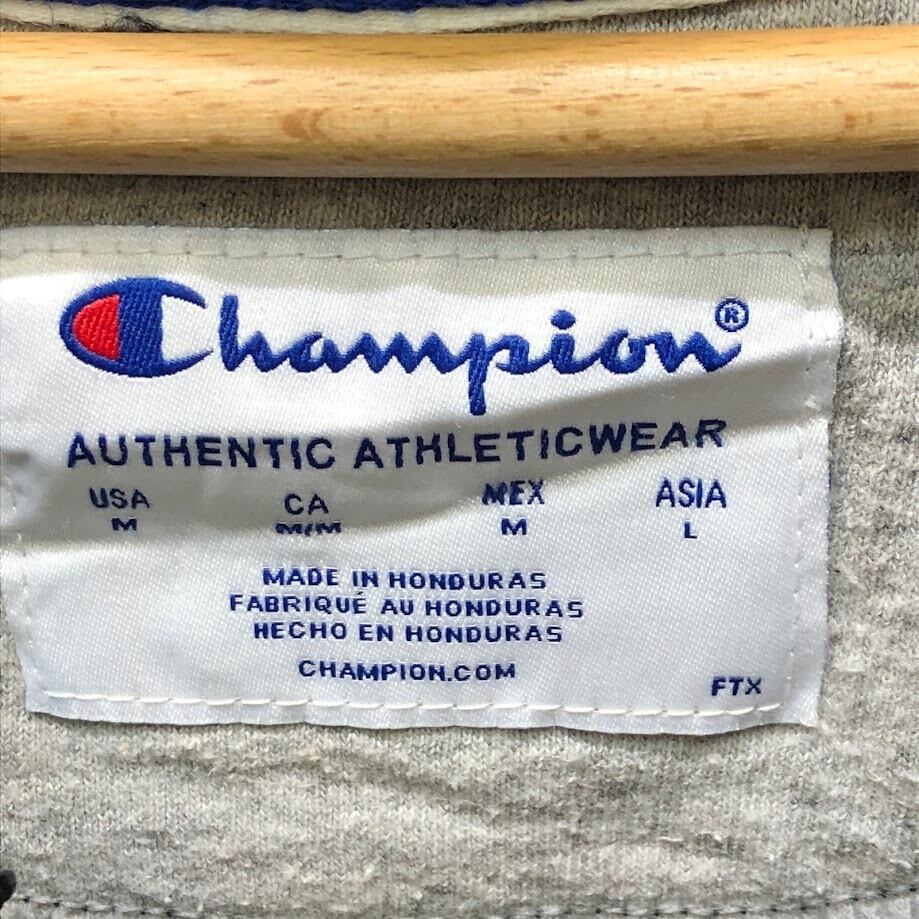 Champion®
AUTHENTIC ATHLETICWEAR
USA CA MEX ASIA
M M/M M L
MADE IN HONDURAS
FABRIQUÉ AU HONDURAS
HECHO EN HONDURAS
CHAMPION.COM
FTX